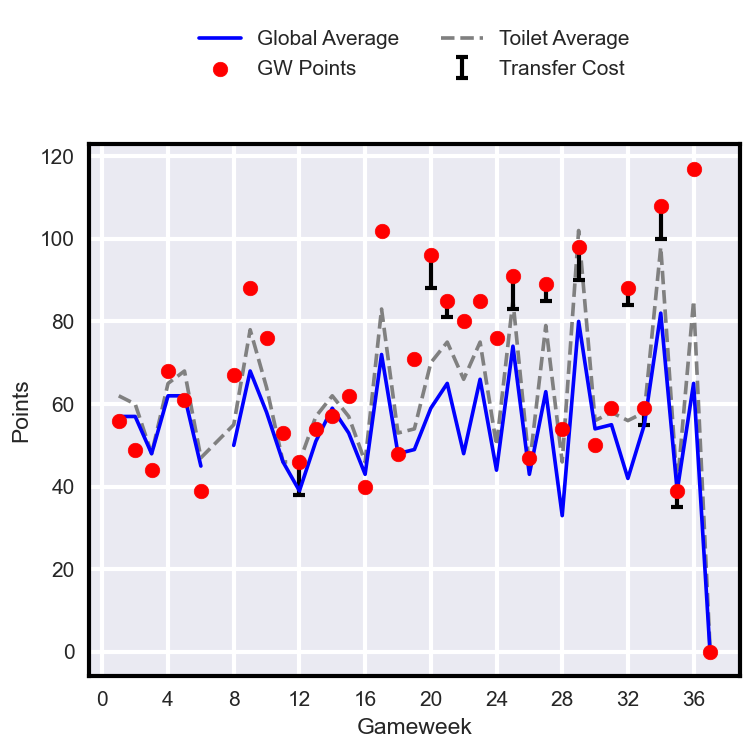 Global Average
Toilet Average
GW Points
Transfer Cost
120
100
80
60
40
20
0
Points
0 4 8 12 16 20 24 28 32 36
Gameweek